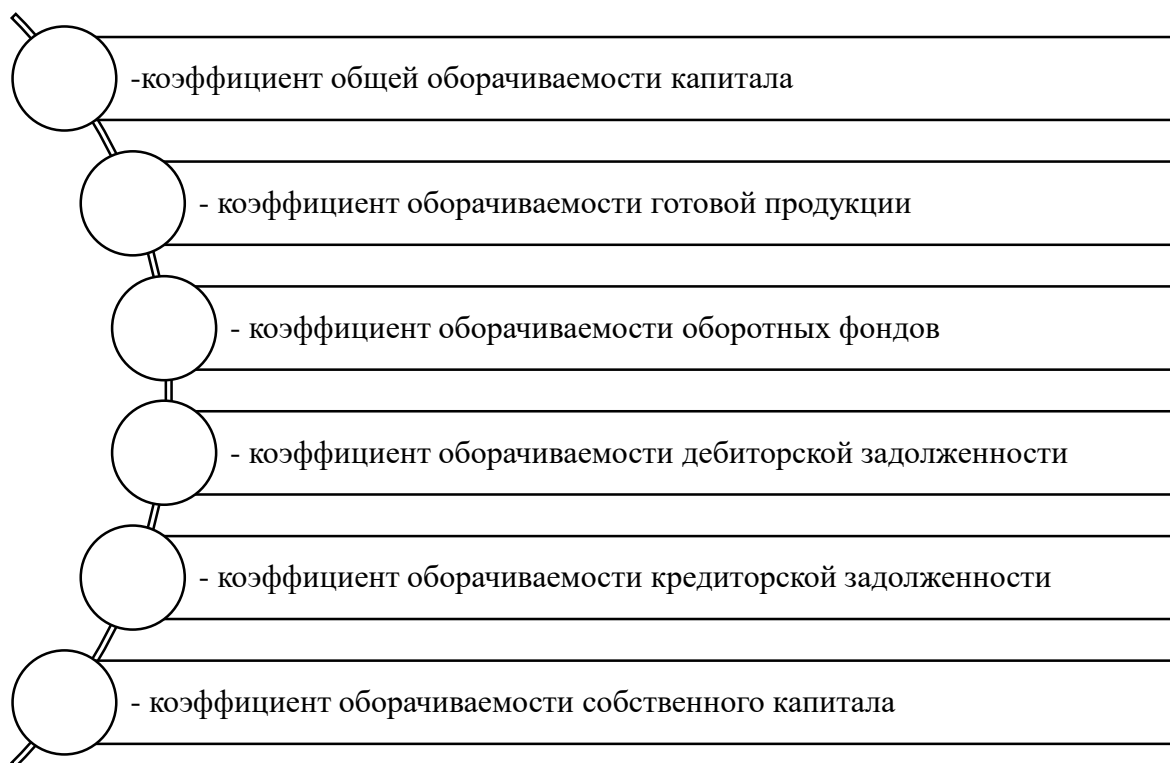 -коэффициент общей оборачиваемости капитала
- коэффициент оборачиваемости готовой продукции
- коэффициент оборачиваемости оборотных фондов
- коэффициент оборачиваемости дебиторской задолженности
- коэффициент оборачиваемости кредиторской задолженности
- коэффициент оборачиваемости собственного капитала